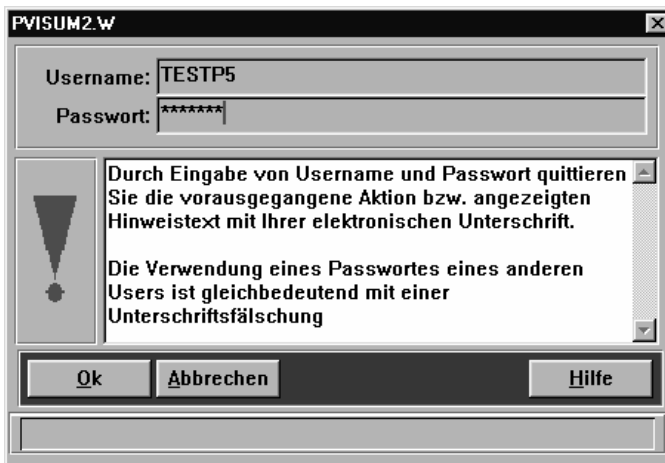 PVISUM2.W
Username: TESTP5
Passwort: *******
Durch Eingabe von Username und Passwort quittieren
Sie die vorausgegangene Aktion bzw. angezeigten
Hinweistext mit Ihrer elektronischen Unterschrift.
Die Verwendung eines Passwortes eines anderen
Users ist gleichbedeutend mit einer
Unterschriftsfälschung
Ok Abbrechen Hilfe